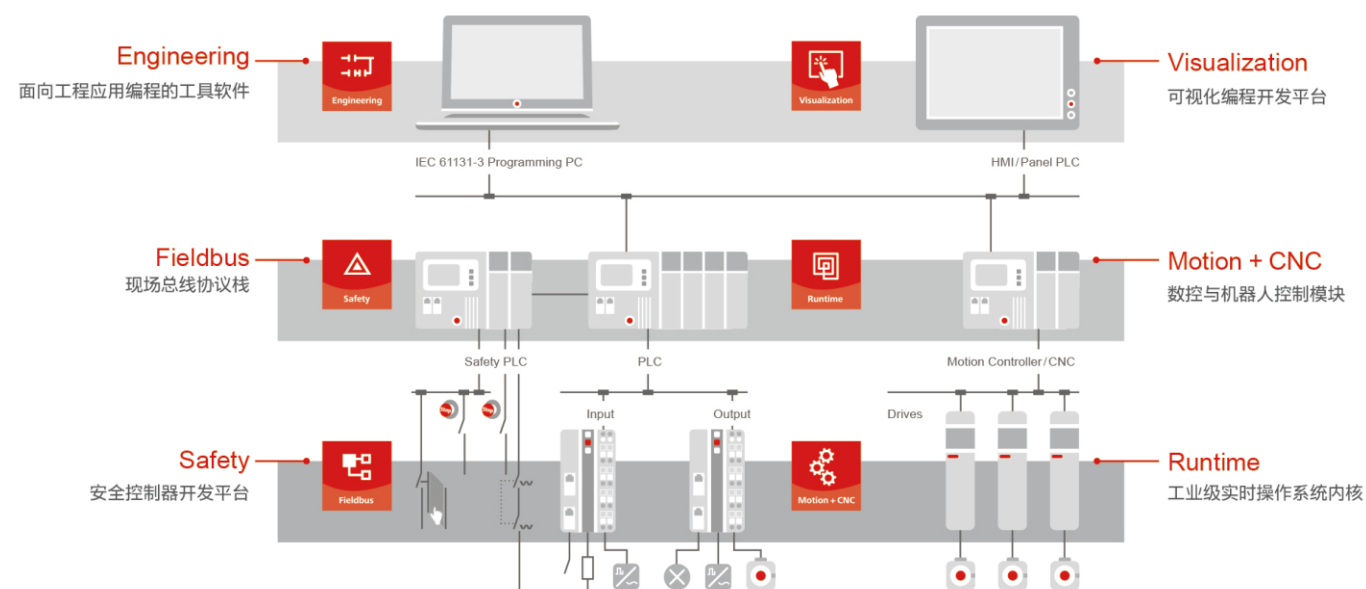 Engineering
面向工程应用编程的工具软件
Engineering
Visualization
Visualization
可视化编程开发平台
IEC 61131-3 Programming PC
HMI/Panel PLC
Fieldbus
现场总线协议栈
Safety
Runtime
Motion + CNC
数控与机器人控制模块
Safety PLC
PLC
Motion Controller/CNC
STOP
STOP
Input
Output
Drives
Safety
安全控制器开发平台
Fieldbus
Motion + CNC
Runtime
工业级实时操作系统内核